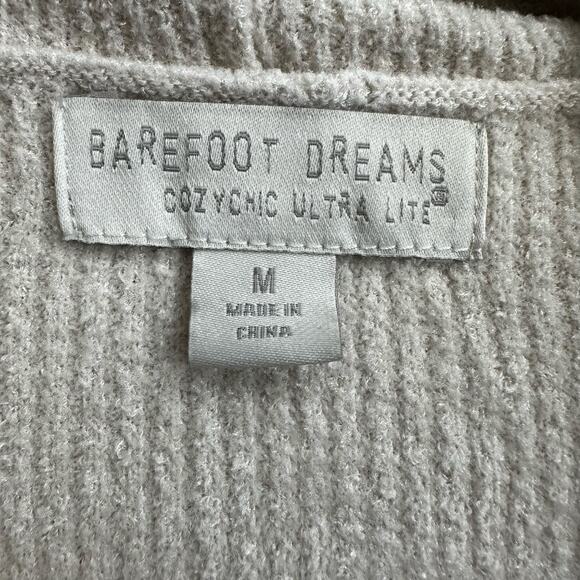 BAREFOOT DREAMS
COZYCHIC ULTRA LITE®
M
MADE IN
CHINA